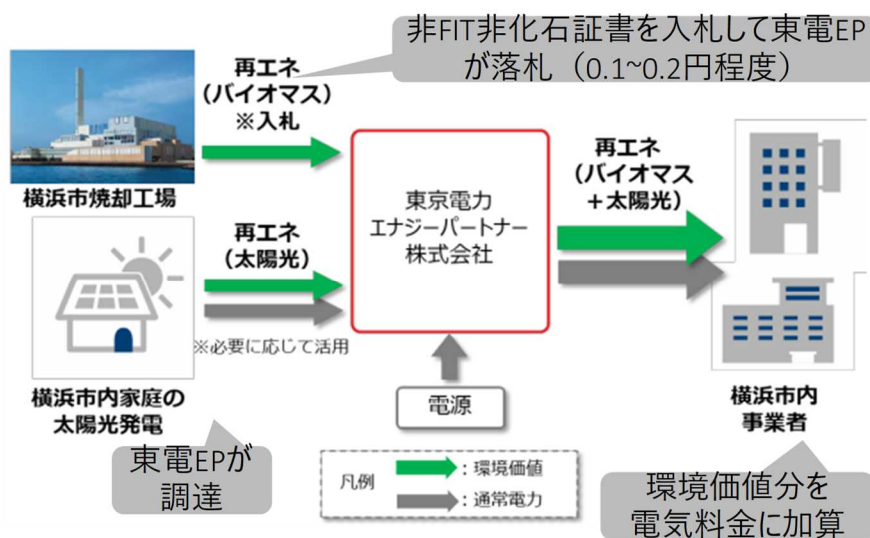 非FIT非化石証書を入札して東電EP
が落札（0.1~0.2円程度）
再エネ
（バイオマス）
※入札
横浜市焼却工場
再エネ
（太陽光）
※必要に応じて活用
横浜市内家庭の
太陽光発電
東電EPが
調達
東京電力
エナジーパートナー
株式会社
電源
再エネ
（バイオマス
＋太陽光）
横浜市内
事業者
環境価値分を
電気料金に加算
凡例
：環境価値
：通常電力